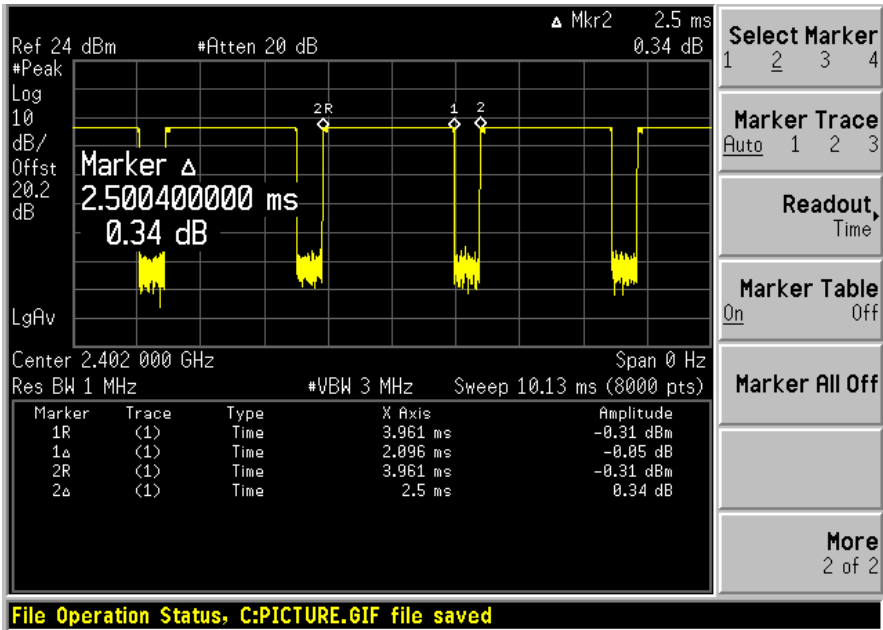 Δ Mkr2 2.5 ms
Ref 24 dBm #Atten 20 dB 0.34 dB
#Peak
Log
10
dB/
Offst
20.2
dB
2R 1 2
Marker Δ
2.500400000 ms
0.34 dB
LgAv
Center 2.402 000 GHz Span 0 Hz
Res BW 1 MHz #VBW 3 MHz Sweep 10.13 ms (8000 pts)
Marker Trace Type X Axis Amplitude
1R (1) Time 3.961 ms -0.31 dBm
1Δ (1) Time 2.096 ms -0.05 dB
2R (1) Time 3.961 ms -0.31 dBm
2Δ (1) Time 2.5 ms 0.34 dB
File Operation Status, C:PICTURE.GIF file saved
Select Marker
1 2 3 4
Marker Trace
Auto 1 2 3
Readout
Time
Marker Table
On Off
Marker All Off
More
2 of 2